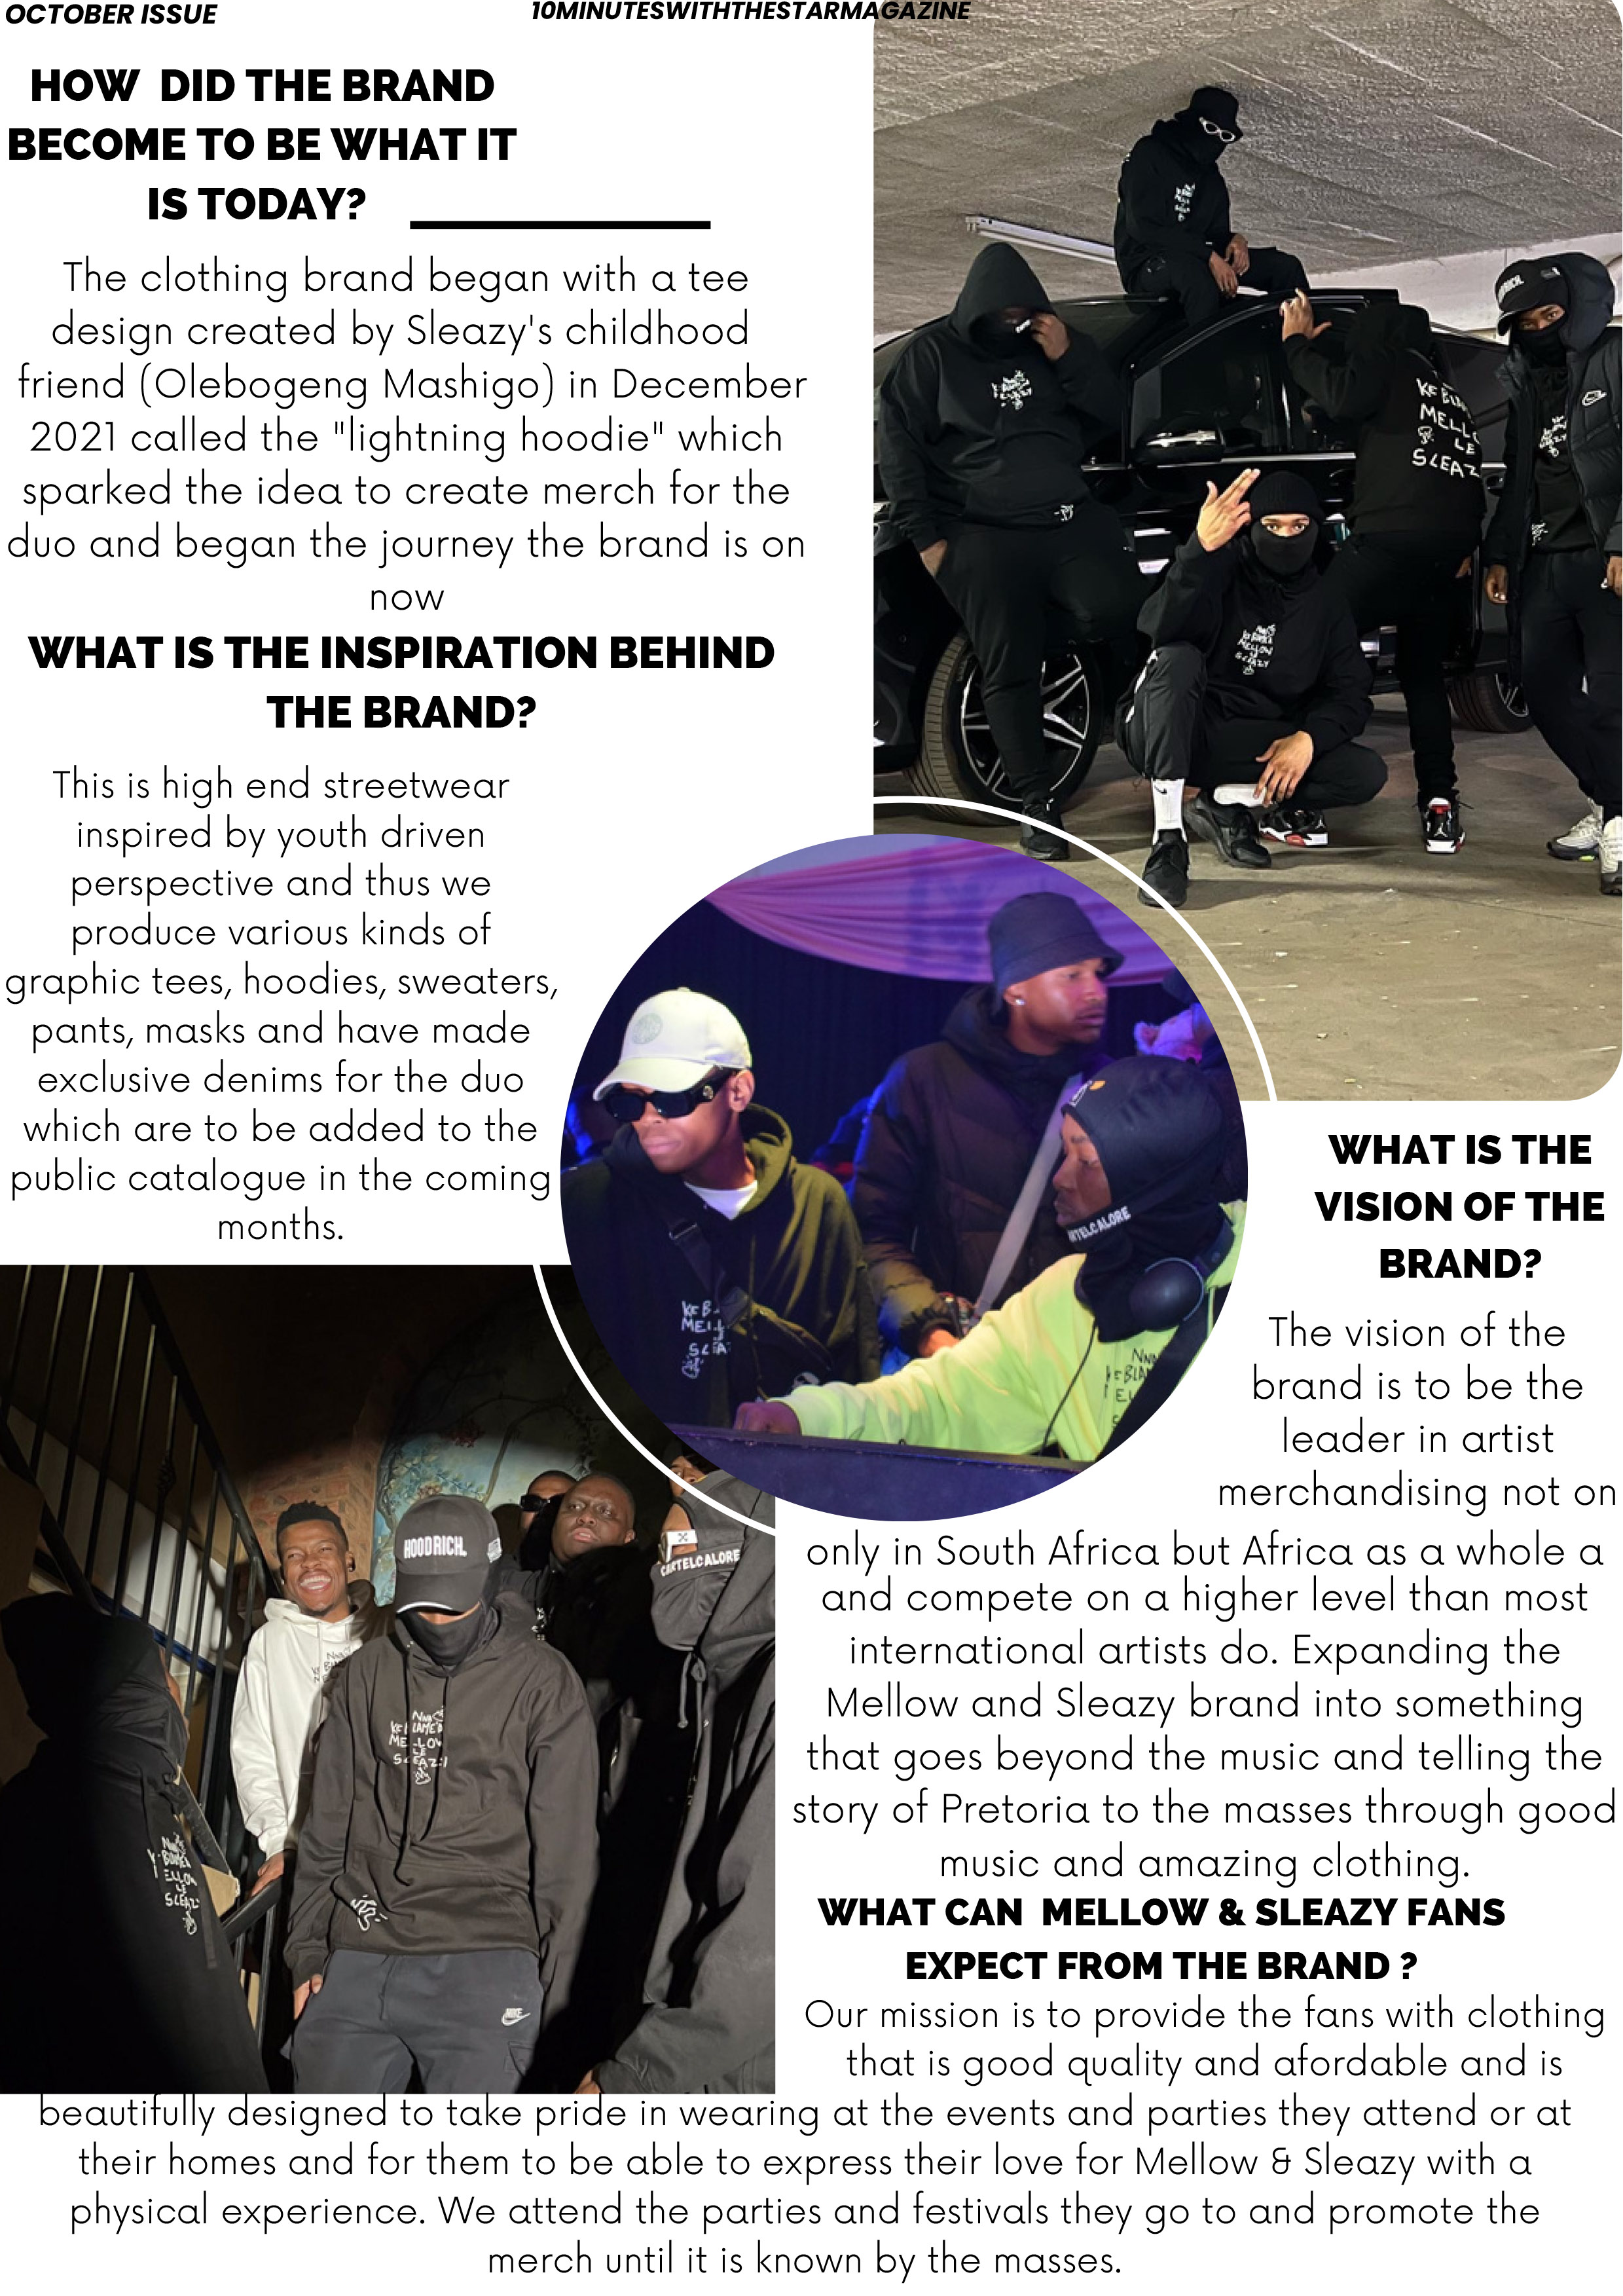 OCTOBER ISSUE
10MINUTESWITHTHESTARMAGAZINE
HOW DID THE BRAND
BECOME TO BE WHAT IT
IS TODAY?
The clothing brand began with a tee
design created by Sleazy's childhood
friend (Olebogeng Mashigo) in December
2021 called the "lightning hoodie" which
sparked the idea to create merch for the
duo and began the journey the brand is on
now
WHAT IS THE INSPIRATION BEHIND
THE BRAND?
This is high end streetwear
inspired by youth driven
perspective and thus we
produce various kinds of
graphic tees, hoodies, sweaters,
pants, masks and have made
exclusive denims for the duo
which are to be added to the
public catalogue in the coming
months.
WHAT IS THE
VISION OF THE
BRAND?
The vision of the
brand is to be the
leader in artist
merchandising not on
only in South Africa but Africa as a whole a
and compete on a higher level than most
international artists do. Expanding the
Mellow and Sleazy brand into something
that goes beyond the music and telling the
story of Pretoria to the masses through good
music and amazing clothing.
WHAT CAN MELLOW & SLEAZY FANS
EXPECT FROM THE BRAND ?
Our mission is to provide the fans with clothing
that is good quality and afordable and is
beautifully designed to take pride in wearing at the events and parties they attend or at
their homes and for them to be able to express their love for Mellow & Sleazy with a
physical experience. We attend the parties and festivals they go to and promote the
merch until it is known by the masses.
KE BLA
MELL
LE
SLEAZ
MELLOW
HOODRICH.
CARTELCALORE
NIKE